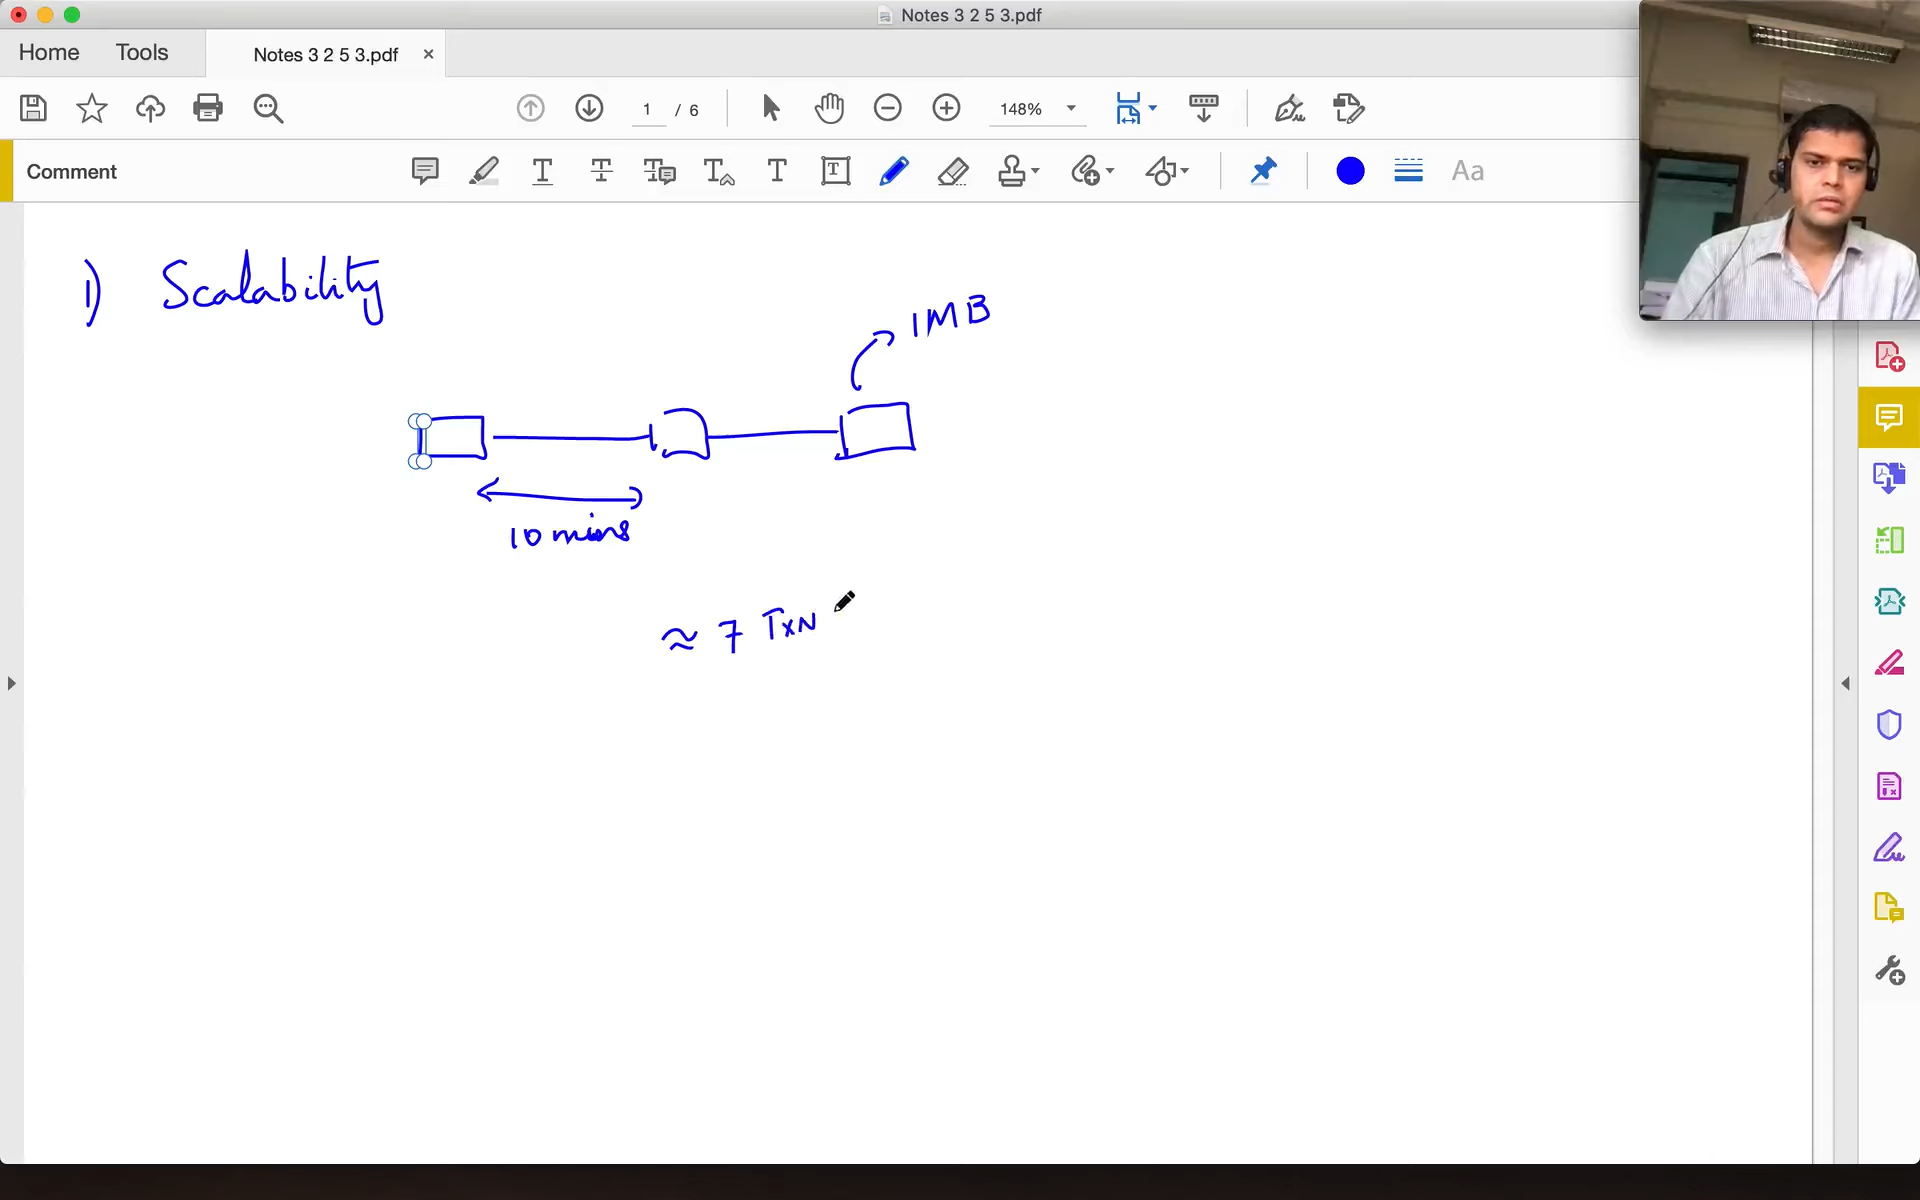 Notes 3 2 5 3.pdf
Home Tools Notes 3 2 5 3.pdf ×
1 / 6 148%
Comment T T T T T T Aa
1) Scalability
1MB
10 mins
≈ 7 TxN